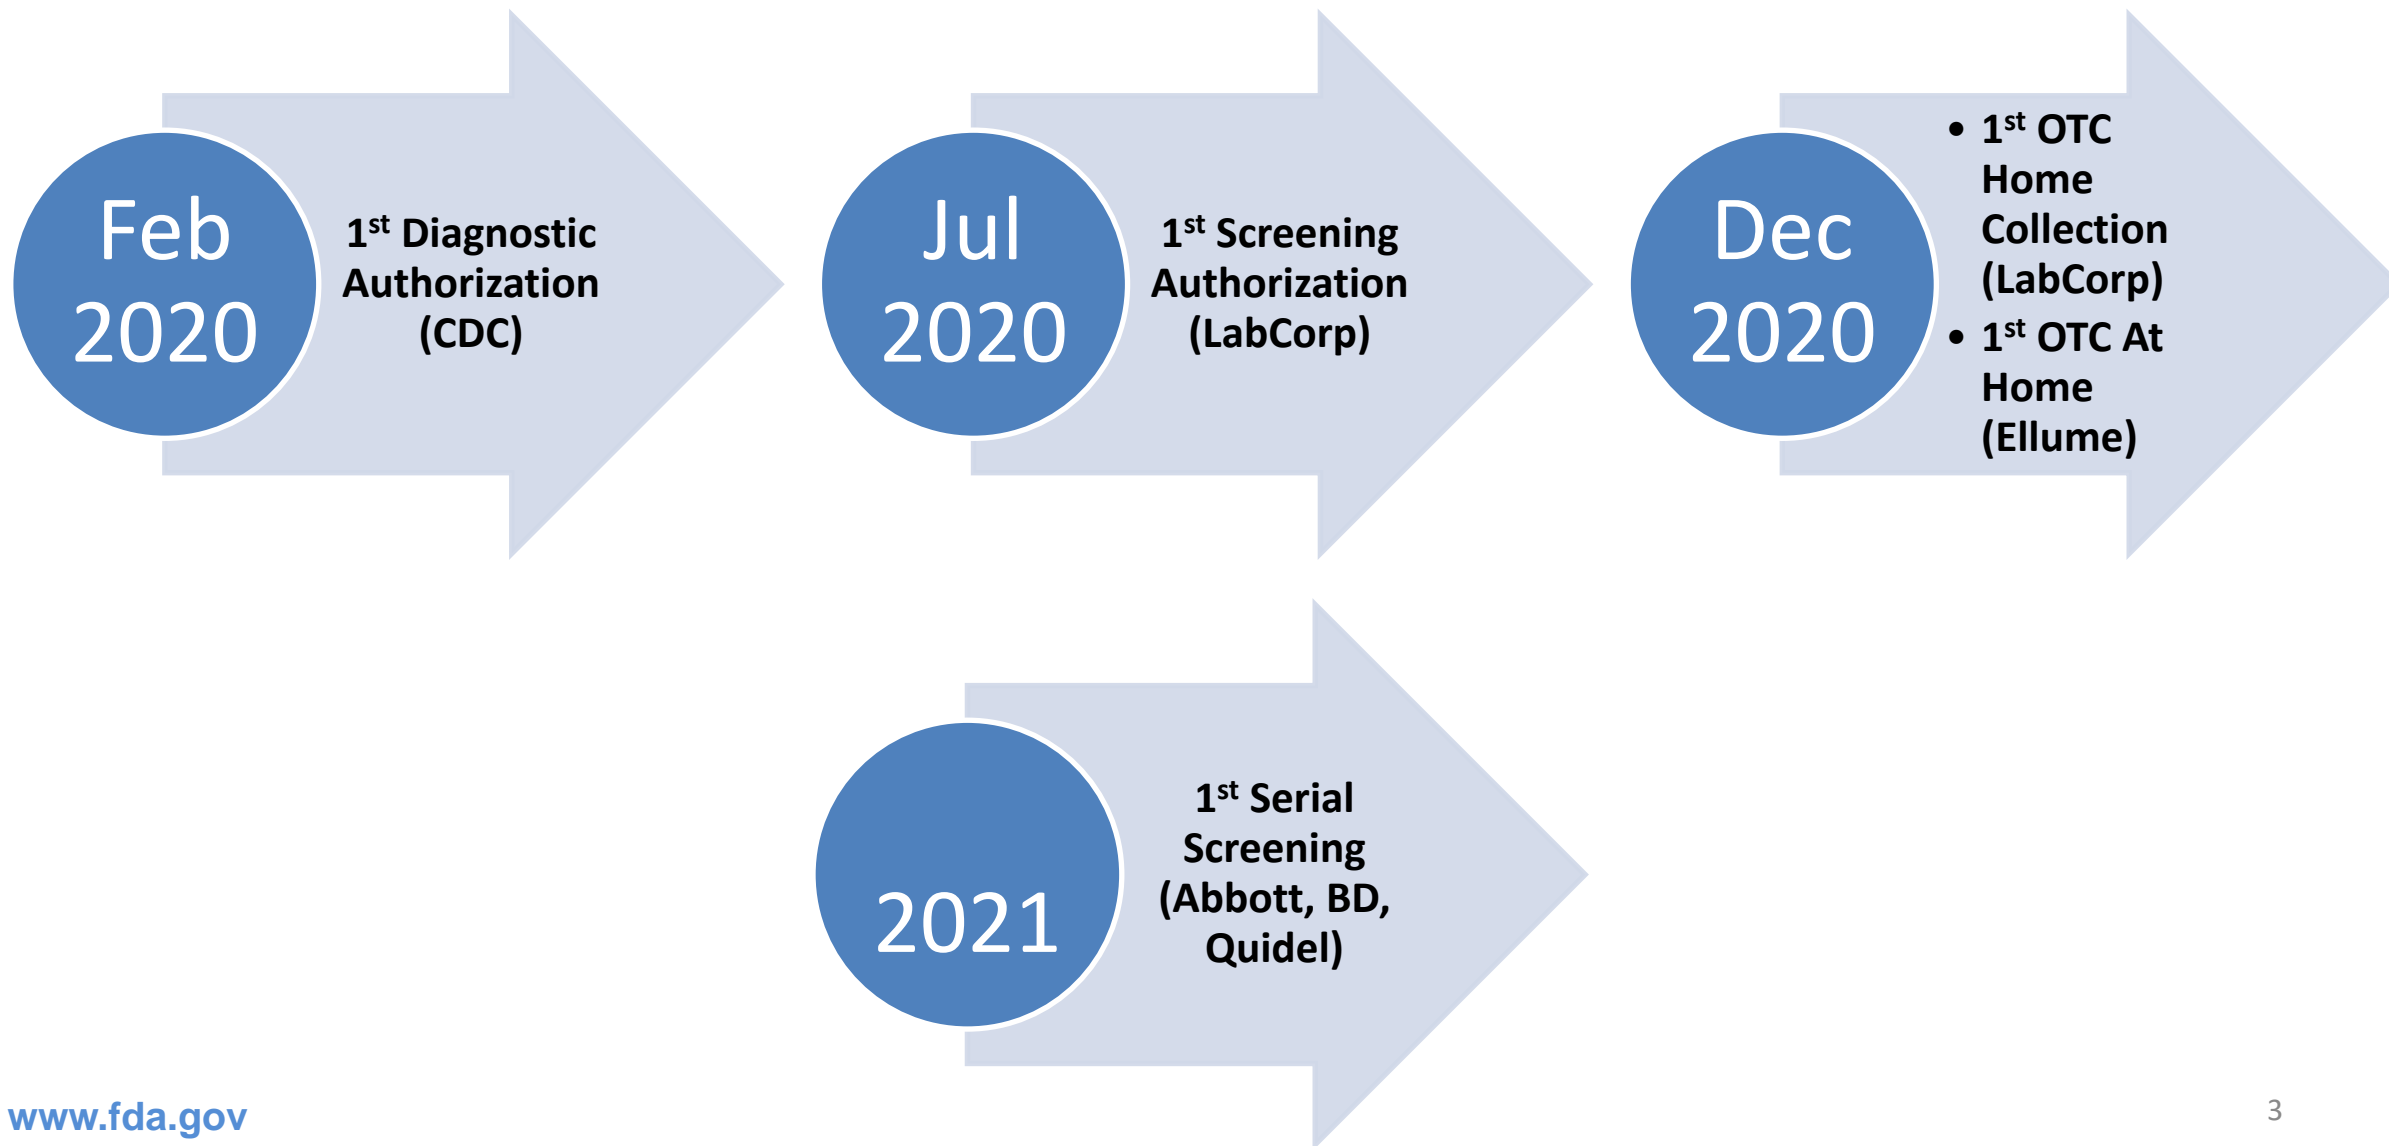 Feb
2020
1st Diagnostic
Authorization
(CDC)
Jul
2020
1st Screening
Authorization
(LabCorp)
Dec
2020
• 1st OTC
Home
Collection
(LabCorp)
• 1st OTC At
Home
(Ellume)
2021
1st Serial
Screening
(Abbott, BD,
Quidel)
www.fda.gov
3